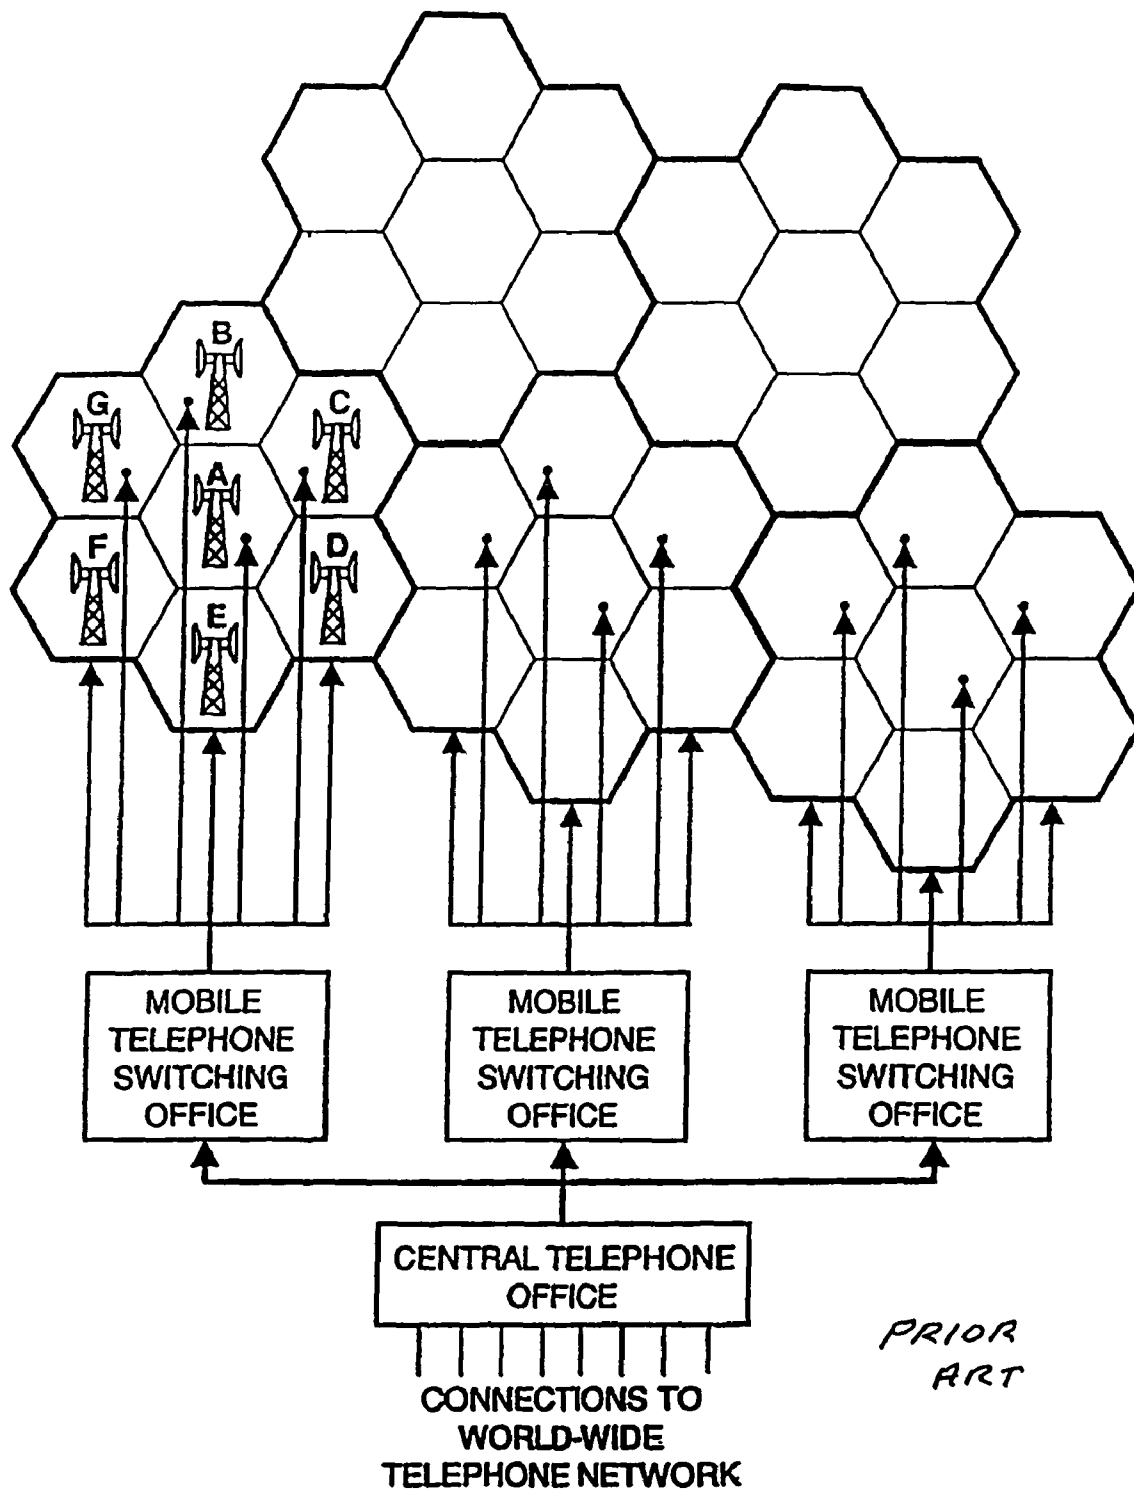 B
G
C
A
F
D
E
MOBILE
TELEPHONE
SWITCHING
OFFICE
MOBILE
TELEPHONE
SWITCHING
OFFICE
MOBILE
TELEPHONE
SWITCHING
OFFICE
CENTRAL TELEPHONE
OFFICE
PRIOR
ART
CONNECTIONS TO
WORLD-WIDE
TELEPHONE NETWORK